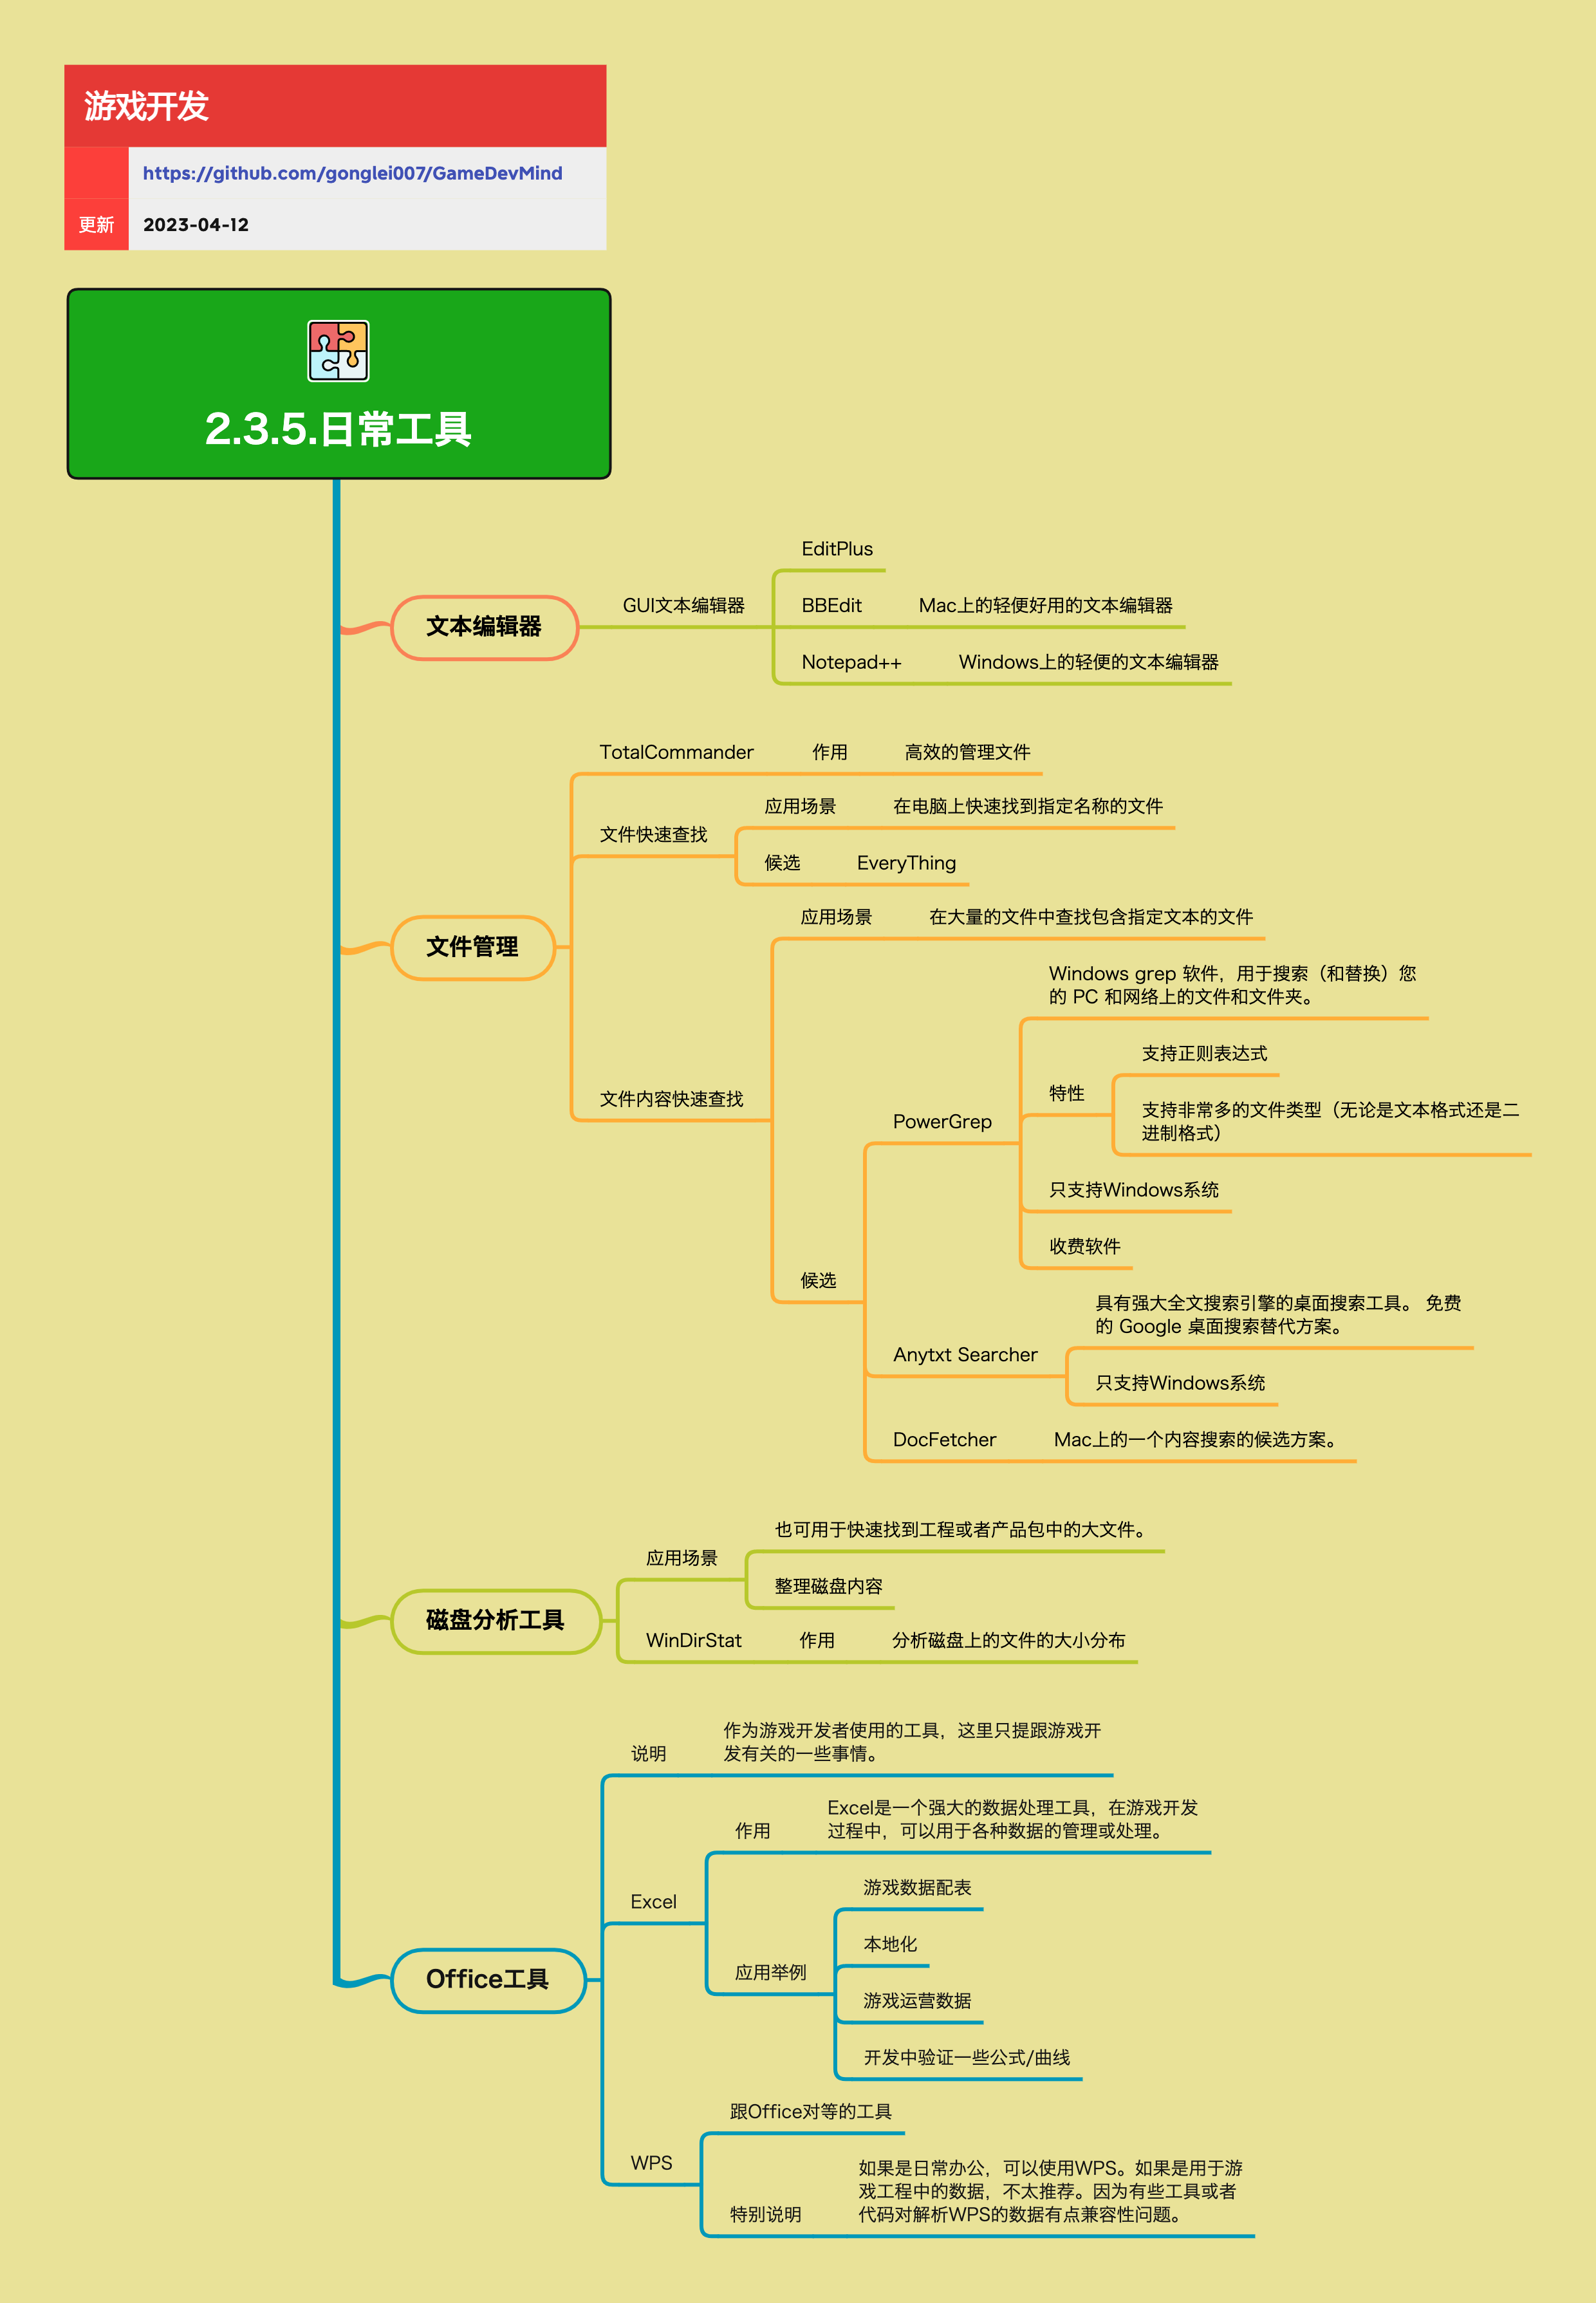 游戏开发
https://github.com/gonglei007/GameDevMind
更新
2023-04-12
2.3.5.日常工具
文本编辑器
GUI文本编辑器
EditPlus
BBEdit
Mac上的轻便好用的文本编辑器
Notepad++
Windows上的轻便的文本编辑器
文件管理
TotalCommander
作用
高效的管理文件
文件快速查找
应用场景
在电脑上快速找到指定名称的文件
候选
EveryThing
文件内容快速查找
应用场景
在大量的文件中查找包含指定文本的文件
候选
PowerGrep
Windows grep 软件，用于搜索（和替换）您
的 PC 和网络上的文件和文件夹。
特性
支持正则表达式
支持非常多的文件类型（无论是文本格式还是二
进制格式）
只支持Windows系统
收费软件
Anytxt Searcher
具有强大全文搜索引擎的桌面搜索工具。 免费
的 Google 桌面搜索替代方案。
只支持Windows系统
DocFetcher
Mac上的一个内容搜索的候选方案。
磁盘分析工具
应用场景
也可用于快速找到工程或者产品包中的大文件。
整理磁盘内容
WinDirStat
作用
分析磁盘上的文件的大小分布
Office工具
说明
作为游戏开发者使用的工具，这里只提跟游戏开
发有关的一些事情。
Excel
作用
Excel是一个强大的数据处理工具，在游戏开发
过程中，可以用于各种数据的管理或处理。
应用举例
游戏数据配表
本地化
游戏运营数据
开发中验证一些公式/曲线
WPS
跟Office对等的工具
特别说明
如果是日常办公，可以使用WPS。如果是用于游
戏工程中的数据，不太推荐。因为有些工具或者
代码对解析WPS的数据有点兼容性问题。